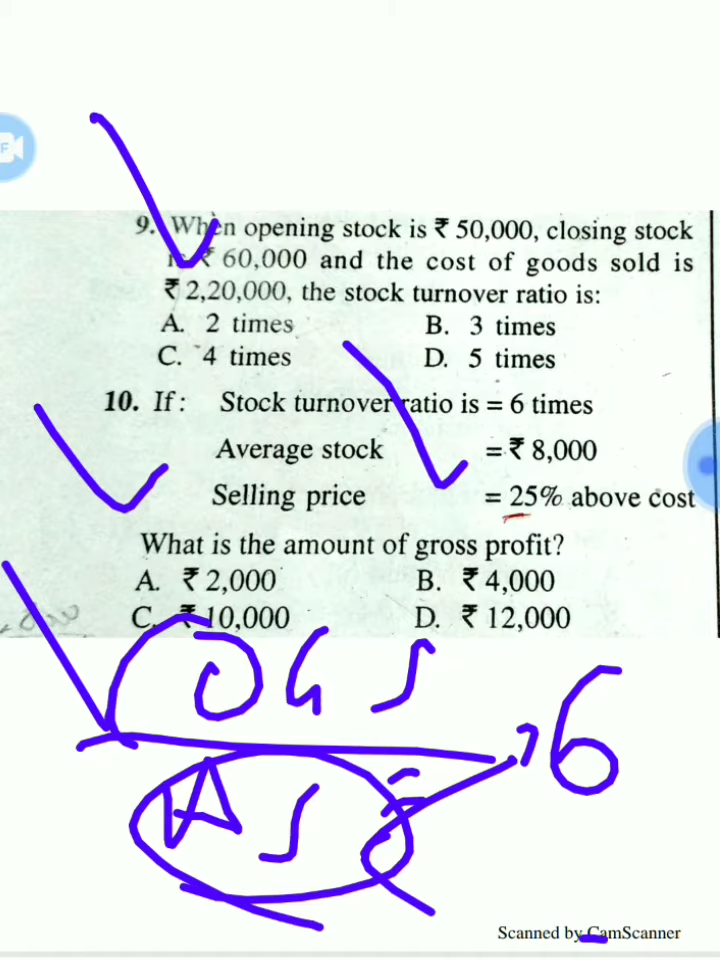 F
9. When opening stock is ₹ 50,000, closing stock
is ₹ 60,000 and the cost of goods sold is
₹ 2,20,000, the stock turnover ratio is:
A. 2 times B. 3 times
C. 4 times D. 5 times
10. If : Stock turnover ratio is = 6 times
Average stock = ₹ 8,000
Selling price = 25% above cost
What is the amount of gross profit?
A. ₹ 2,000 B. ₹ 4,000
C. ₹ 10,000 D. ₹ 12,000
COGS
AS = 6
Scanned by CamScanner